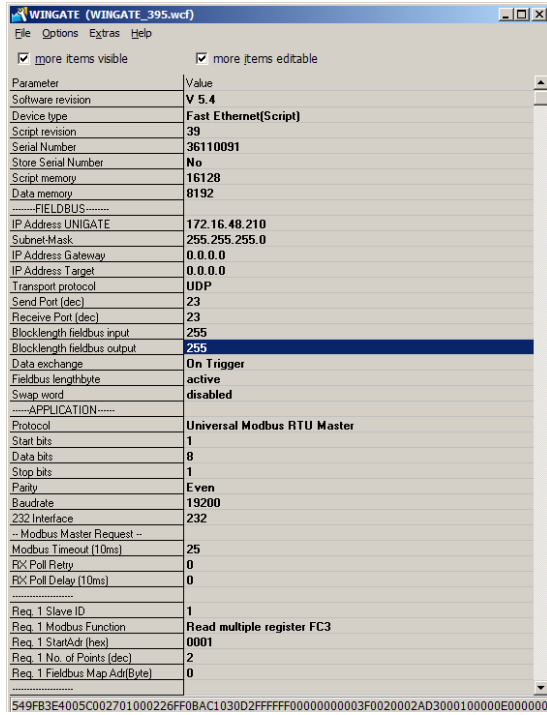 WINGATE (WINGATE_395.wcf)
File Options Extras Help
more items visible more items editable
Parameter Value
Software revision V 5.4
Device type Fast Ethernet(Script)
Script revision 39
Serial Number 36110091
Store Serial Number No
Script memory 16128
Data memory 8192
--------FIELDBUS--------
IP Address UNIGATE 172.16.48.210
Subnet-Mask 255.255.255.0
IP Address Gateway 0.0.0.0
IP Address Target 0.0.0.0
Transport protocol UDP
Send Port (dec) 23
Receive Port (dec) 23
Blocklength fieldbus input 255
Blocklength fieldbus output 255
Data exchange On Trigger
Fieldbus lengthbyte active
Swap word disabled
------APPLICATION------
Protocol Universal Modbus RTU Master
Start bits 1
Data bits 8
Stop bits 1
Parity Even
Baudrate 19200
232 Interface 232
-- Modbus Master Request --
Modbus Timeout (10ms) 25
RX Poll Retry 0
RX Poll Delay (10ms) 0
---------------------
Req. 1 Slave ID 1
Req. 1 Modbus Function Read multiple register FC3
Req. 1 StartAdr (hex) 0001
Req. 1 No. of Points (dec) 2
Req. 1 Fieldbus Map Adr(Byte) 0
---------------------
549FB3E4005C002701000226FF0BAC1030D2FFFFFF00000000003F0020002AD3000100000E000000